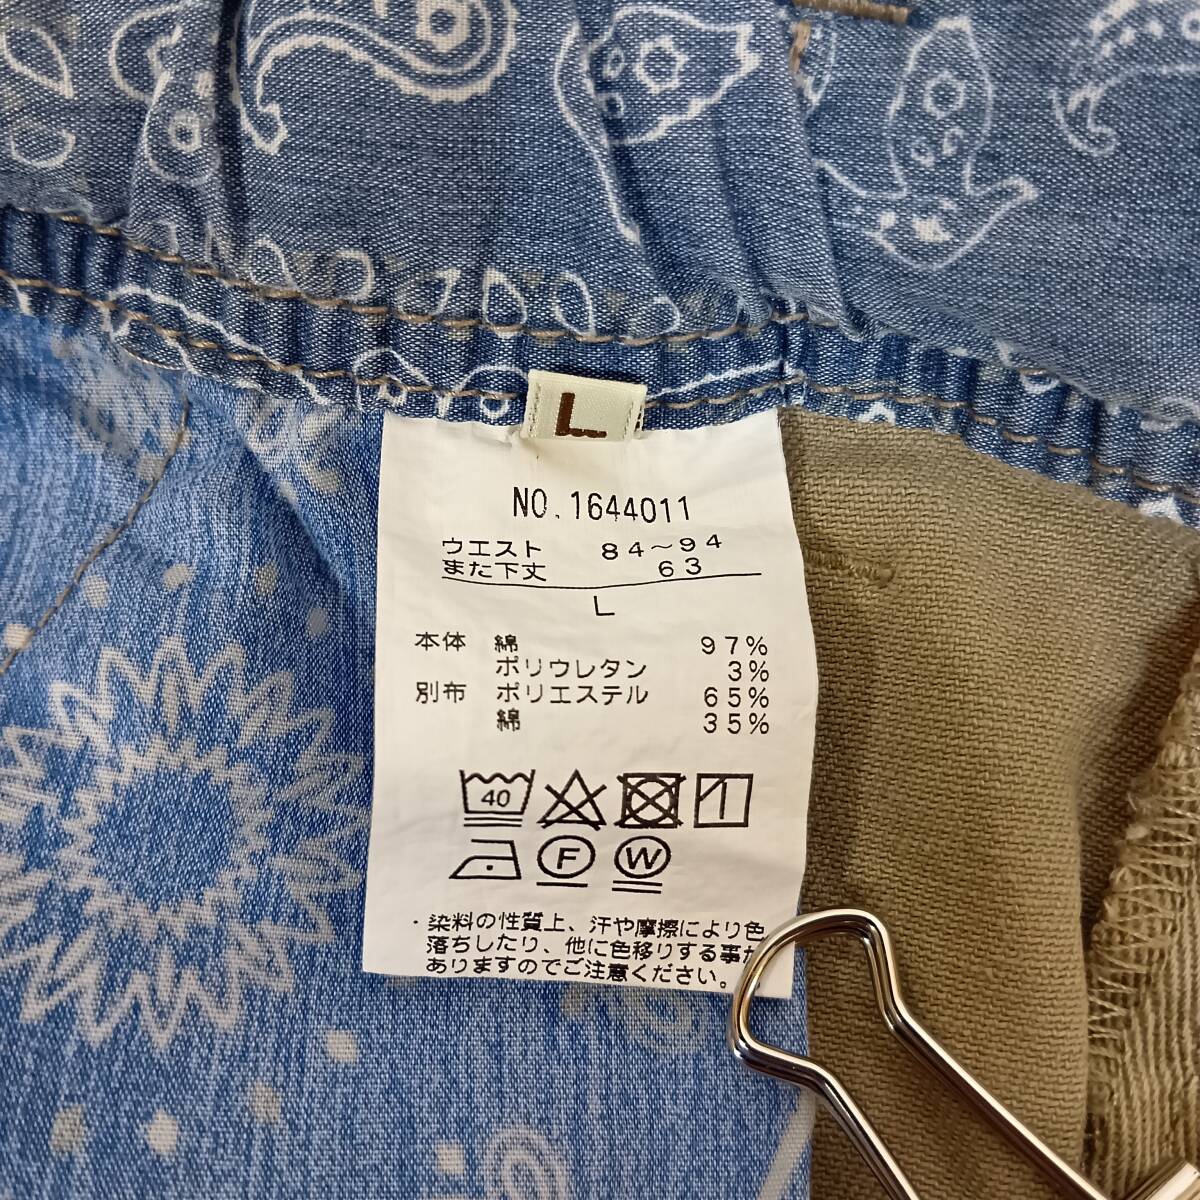 L
NO.1644011
ウエスト 84～94
また下丈 63
L
本体 綿 97%
ポリウレタン 3%
別布 ポリエステル 65%
綿 35%
40
F W
・染料の性質上、汗や摩擦により色
落ちしたり、他に色移りする事が
ありますのでご注意ください。